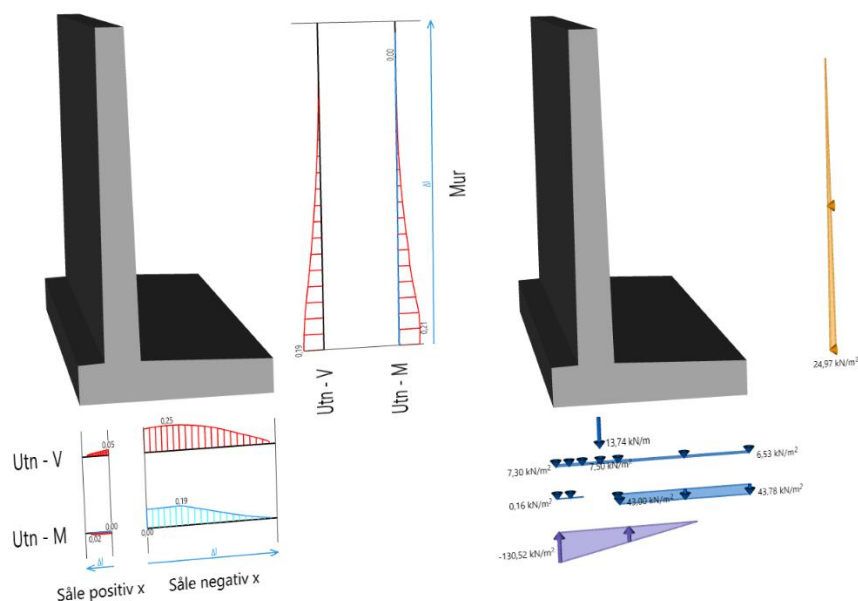 0,00
Δl
Mur
0,19
0,21
Utn - V
Utn - M
24,97 kN/m²
Utn - V
0,05
0,25
Utn - M
0,02
0,00
0,00
0,19
Δl
Δl
Såle positiv x
Såle negativ x
13,74 kN/m
7,30 kN/m²
7,50 kN/m²
6,53 kN/m²
0,16 kN/m²
43,00 kN/m²
43,78 kN/m²
-130,52 kN/m²